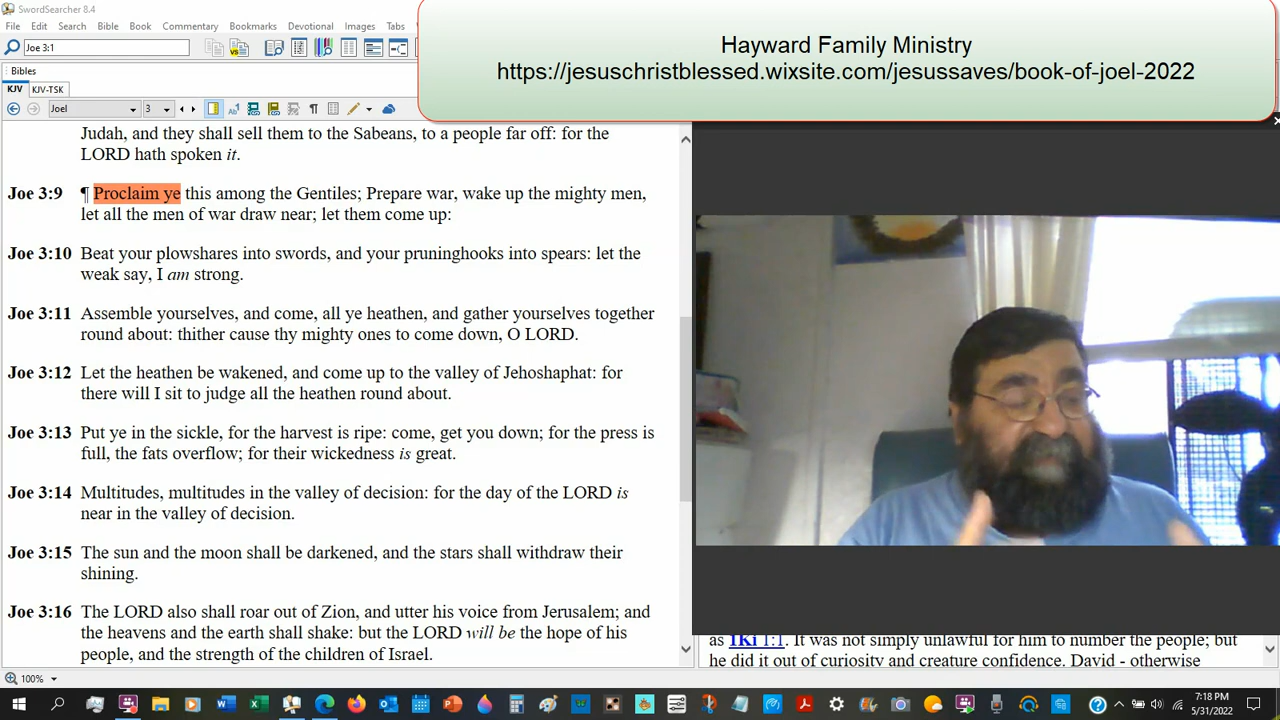 SwordSearcher 8.4
File Edit Search Bible Book Commentary Bookmarks Devotional Images Tabs
Joe 3:1
Bibles
KJV KJV-TSK
Joel 3
Hayward Family Ministry
https://jesuschristblessed.wixsite.com/jesussaves/book-of-joel-2022
Judah, and they shall sell them to the Sabeans, to a people far off: for the
LORD hath spoken it.
Joe 3:9 ¶ Proclaim ye this among the Gentiles; Prepare war, wake up the mighty men,
let all the men of war draw near; let them come up:
Joe 3:10 Beat your plowshares into swords, and your pruninghooks into spears: let the
weak say, I am strong.
Joe 3:11 Assemble yourselves, and come, all ye heathen, and gather yourselves together
round about: thither cause thy mighty ones to come down, O LORD.
Joe 3:12 Let the heathen be wakened, and come up to the valley of Jehoshaphat: for
there will I sit to judge all the heathen round about.
Joe 3:13 Put ye in the sickle, for the harvest is ripe: come, get you down; for the press is
full, the fats overflow; for their wickedness is great.
Joe 3:14 Multitudes, multitudes in the valley of decision: for the day of the LORD is
near in the valley of decision.
Joe 3:15 The sun and the moon shall be darkened, and the stars shall withdraw their
shining.
Joe 3:16 The LORD also shall roar out of Zion, and utter his voice from Jerusalem; and
the heavens and the earth shall shake: but the LORD will be the hope of his
people, and the strength of the children of Israel.
as 1Ki 1:1. It was not simply unlawful for him to number the people; but
he did it out of curiosity and creature confidence. David - otherwise
100%
7:18 PM
5/31/2022